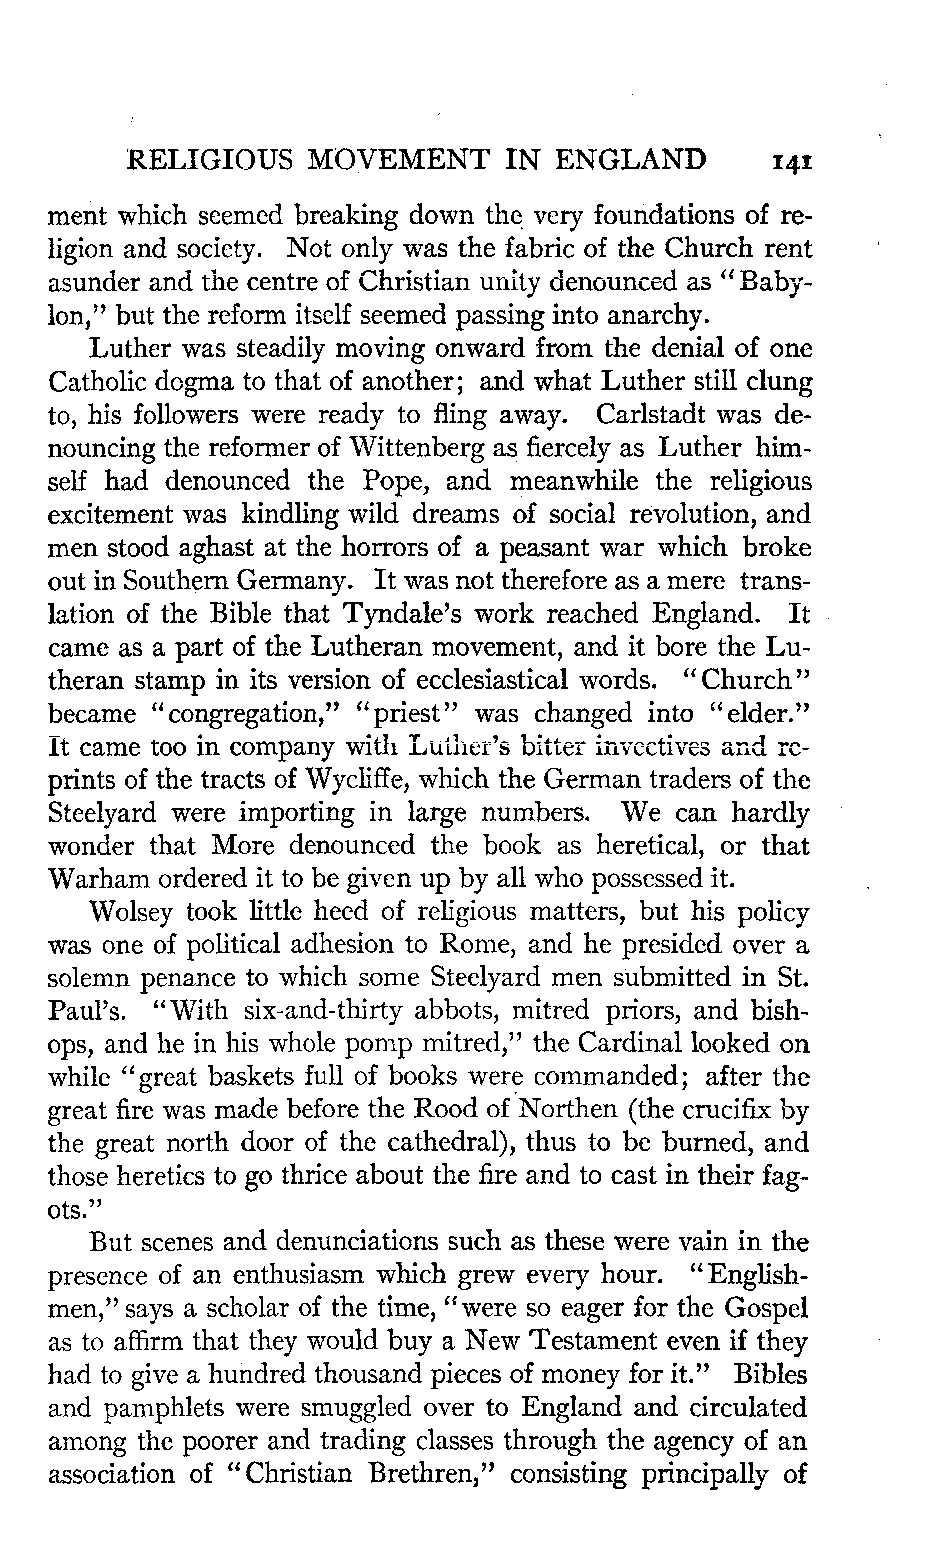 RELIGIOUS MOVEMENT IN ENGLAND 141
ment which seemed breaking down the very foundations of re-
ligion and society. Not only was the fabric of the Church rent
asunder and the centre of Christian unity denounced as "Baby-
lon," but the reform itself seemed passing into anarchy.
Luther was steadily moving onward from the denial of one
Catholic dogma to that of another; and what Luther still clung
to, his followers were ready to fling away. Carlstadt was de-
nouncing the reformer of Wittenberg as fiercely as Luther him-
self had denounced the Pope, and meanwhile the religious
excitement was kindling wild dreams of social revolution, and
men stood aghast at the horrors of a peasant war which broke
out in Southern Germany. It was not therefore as a mere trans-
lation of the Bible that Tyndale's work reached England. It
came as a part of the Lutheran movement, and it bore the Lu-
theran stamp in its version of ecclesiastical words. "Church"
became "congregation," "priest" was changed into "elder."
It came too in company with Luther's bitter invectives and re-
prints of the tracts of Wycliffe, which the German traders of the
Steelyard were importing in large numbers. We can hardly
wonder that More denounced the book as heretical, or that
Warham ordered it to be given up by all who possessed it.
Wolsey took little heed of religious matters, but his policy
was one of political adhesion to Rome, and he presided over a
solemn penance to which some Steelyard men submitted in St.
Paul's. "With six-and-thirty abbots, mitred priors, and bish-
ops, and he in his whole pomp mitred," the Cardinal looked on
while "great baskets full of books were commanded; after the
great fire was made before the Rood of Northen (the crucifix by
the great north door of the cathedral), thus to be burned, and
those heretics to go thrice about the fire and to cast in their fag-
ots."
But scenes and denunciations such as these were vain in the
presence of an enthusiasm which grew every hour. "English-
men," says a scholar of the time, "were so eager for the Gospel
as to affirm that they would buy a New Testament even if they
had to give a hundred thousand pieces of money for it." Bibles
and pamphlets were smuggled over to England and circulated
among the poorer and trading classes through the agency of an
association of "Christian Brethren," consisting principally of